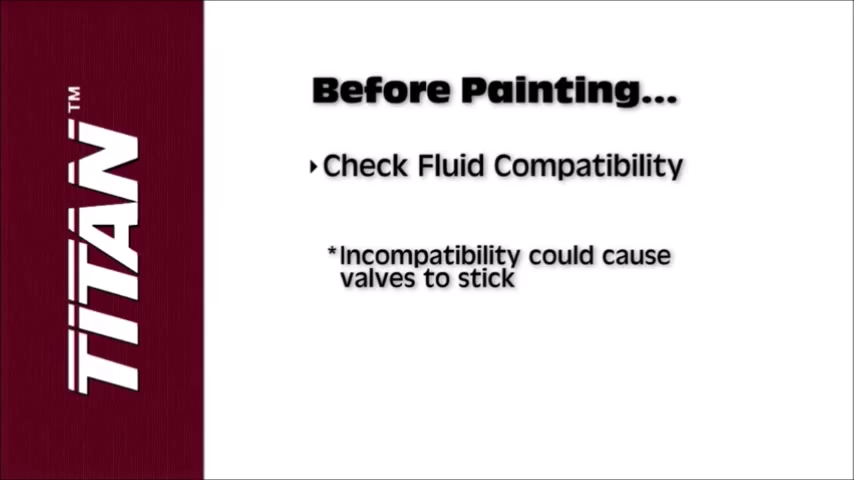 TITAN™
Before Painting...
‣Check Fluid Compatibility
*Incompatibility could cause
valves to stick